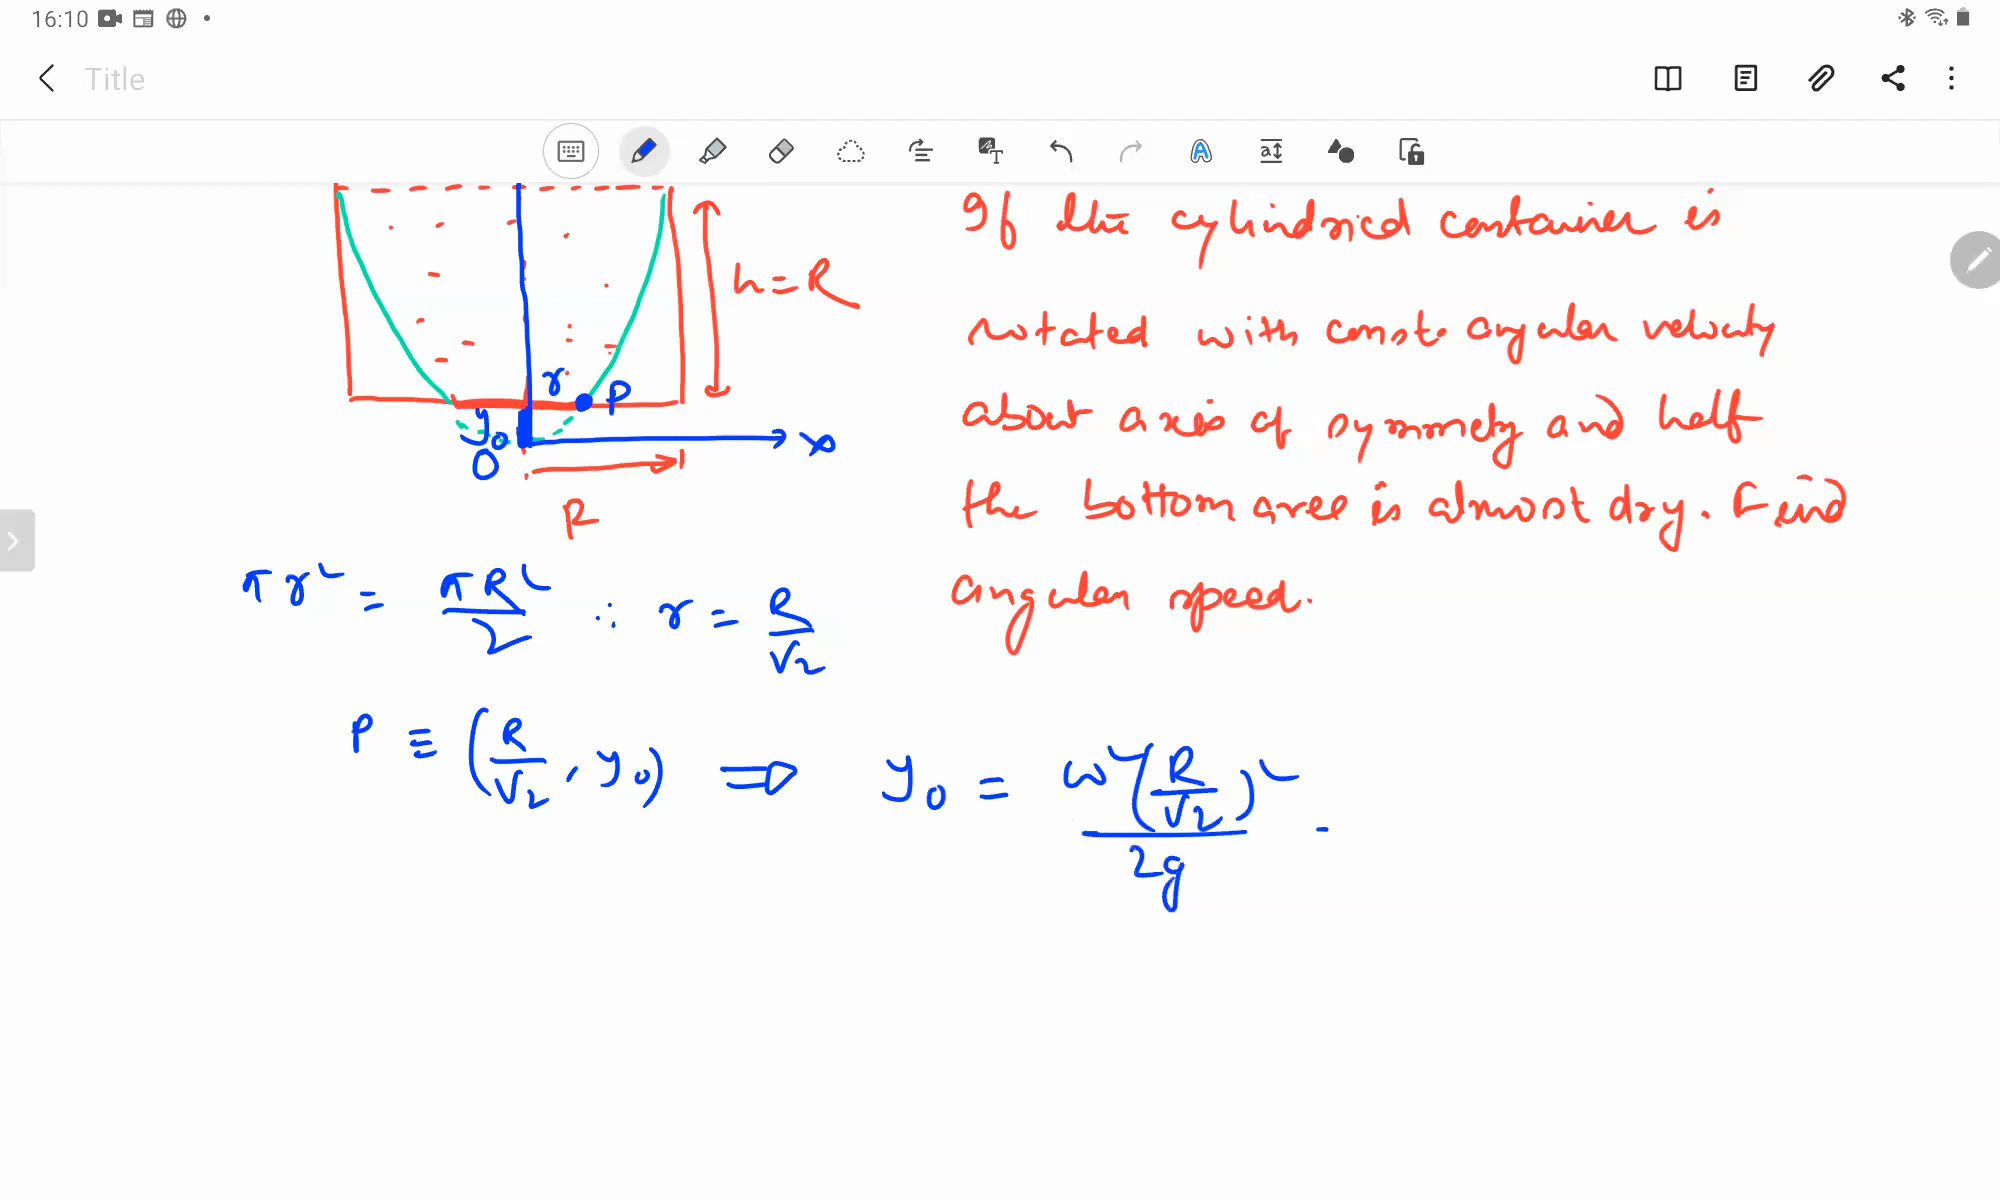 16:10
Title
If the cylindrical container is
h = R
rotated with const. angular velocity
r P
about axis of symmetry and half
y₀
O
x
R
the bottom area is almost dry. Find
angular speed.
πr² = πR²/2 ∴ r = R/√2
P ≡ (R/√2, y₀) ⇒ y₀ = ω²(R/√2)²/2g -